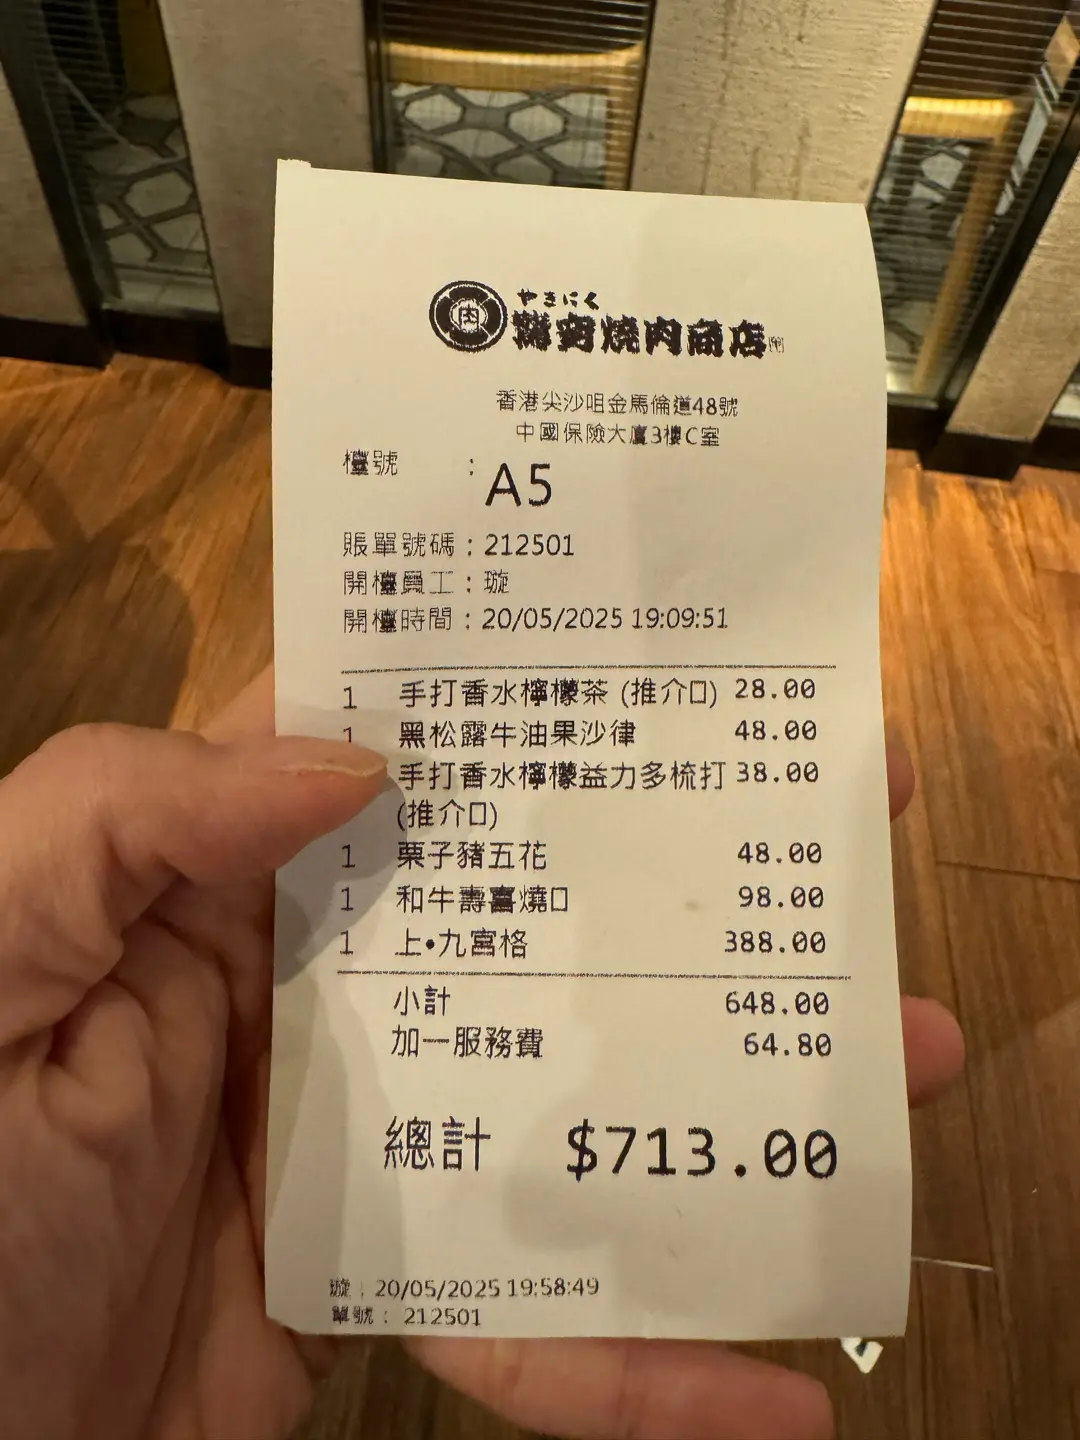 肉
やきにく
燒肉商店
香港尖沙咀金馬倫道48號
中國保險大廈3樓C室
檯號 : A5
賬單號碼 : 212501
開檯員工 : 璇
開檯時間 : 20/05/2025 19:09:51
1 手打香水檸檬茶 (推介口) 28.00
1 黑松露牛油果沙律 48.00
手打香水檸檬益力多梳打 38.00
(推介口)
1 栗子豬五花 48.00
1 和牛壽喜燒口 98.00
1 上•九宮格 388.00
小計 648.00
加一服務費 64.80
總計 $713.00
璇 : 20/05/2025 19:58:49
單號 : 212501